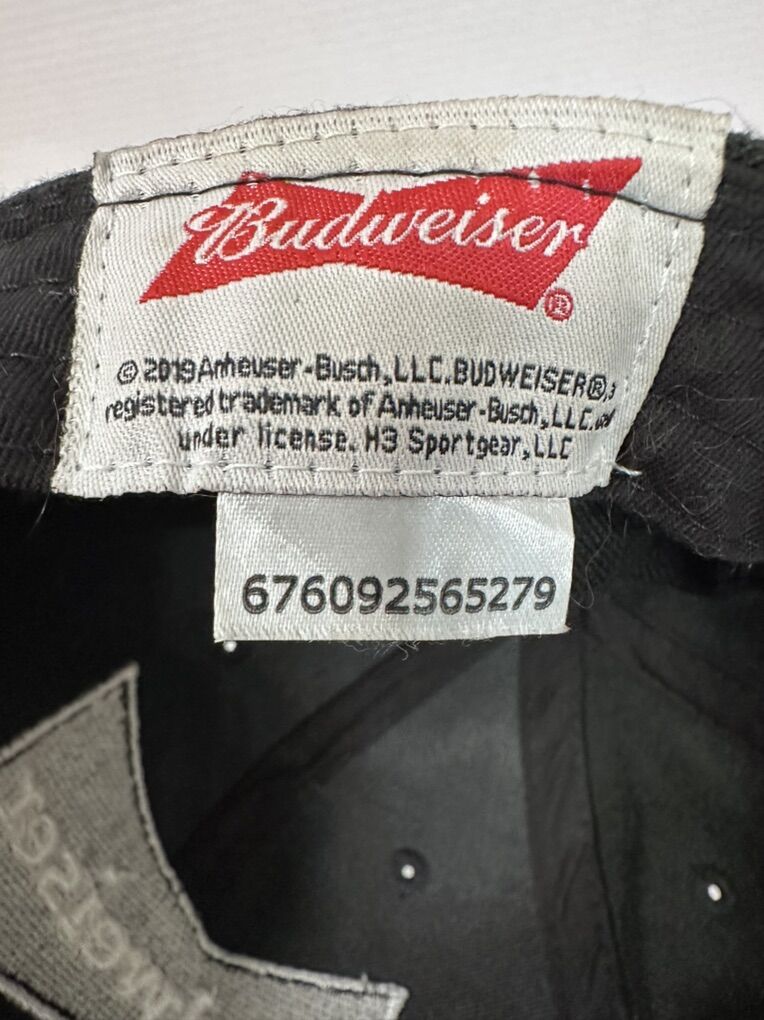 Budweiser
®
© 2019 Anheuser-Busch, LLC. BUDWEISER®,
registered trademark of Anheuser-Busch, LLC.
under license. H3 Sportgear, LLC
676092565279